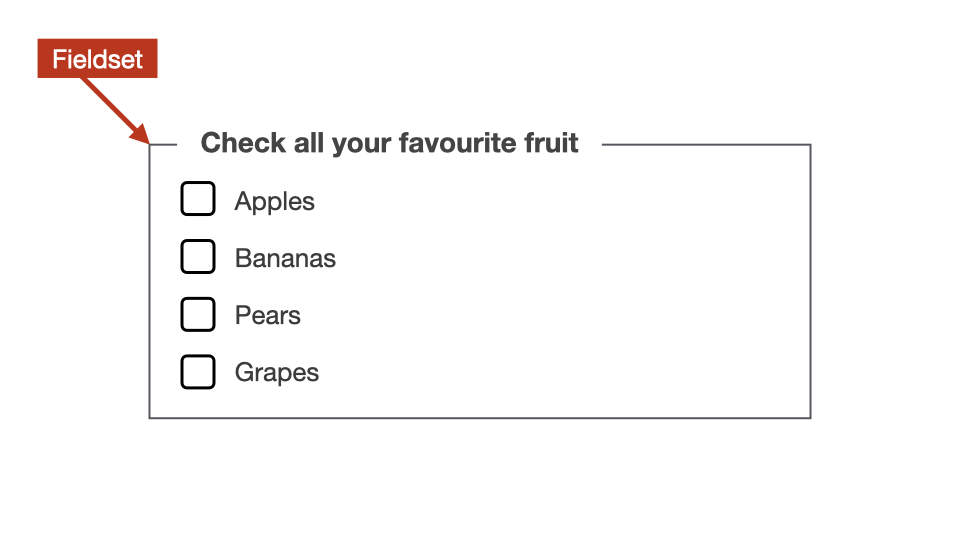 Fieldset
Check all your favourite fruit
Apples
Bananas
Pears
Grapes